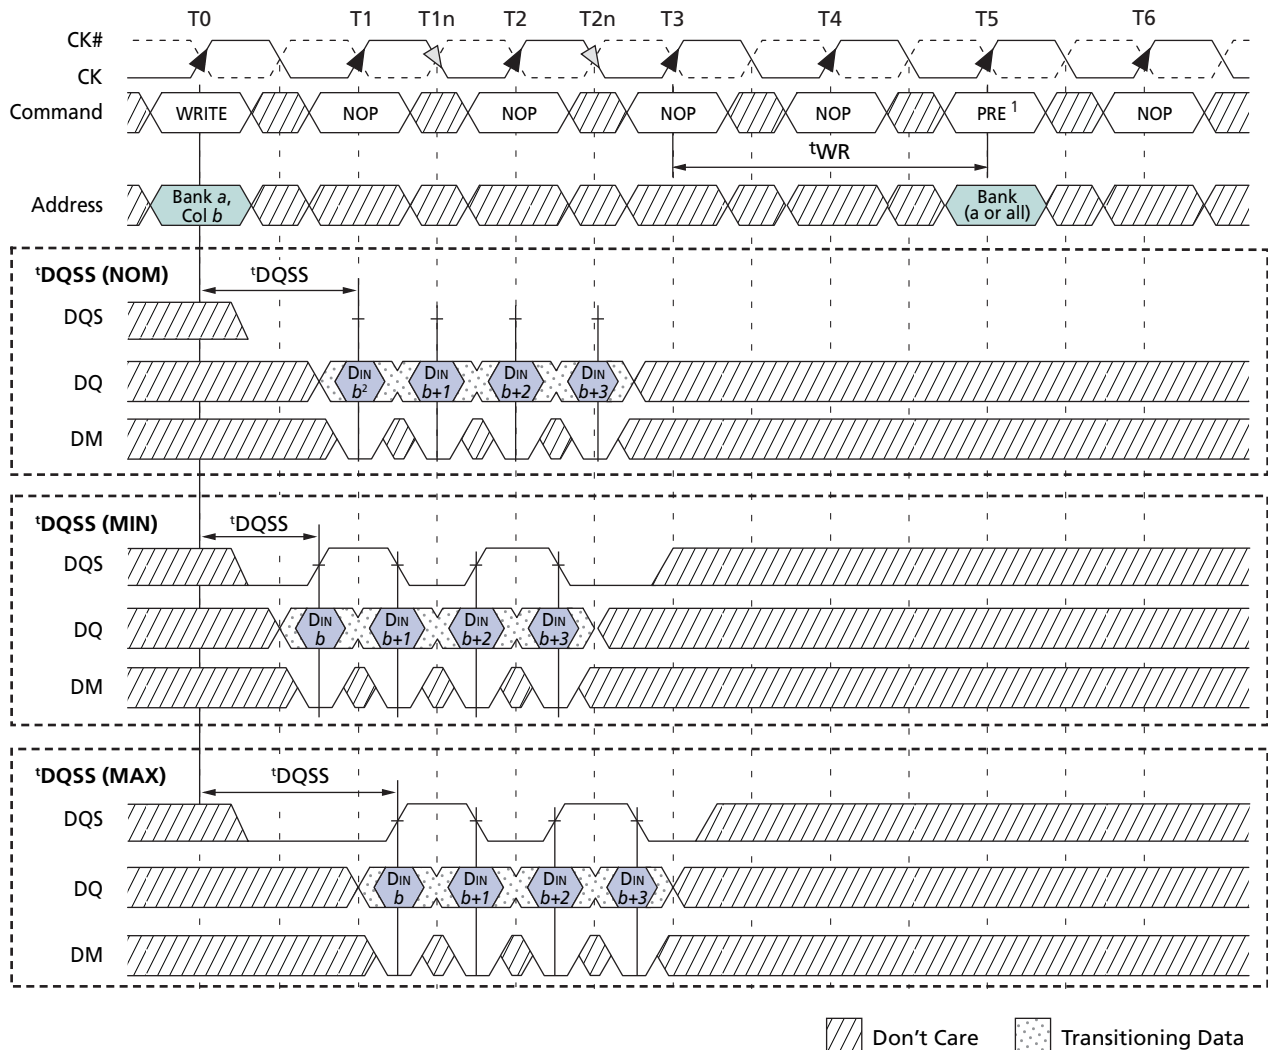 T0 T1 T1n T2 T2n T3 T4 T5 T6
CK#
CK
Command WRITE NOP NOP NOP NOP PRE 1 NOP
tWR
Address Bank a, Col b Bank (a or all)
tDQSS (NOM) tDQSS
DQS
DQ DIN b2 DIN b+1 DIN b+2 DIN b+3
DM
tDQSS (MIN) tDQSS
DQS
DQ DIN b DIN b+1 DIN b+2 DIN b+3
DM
tDQSS (MAX) tDQSS
DQS
DQ DIN b DIN b+1 DIN b+2 DIN b+3
DM
Don't Care Transitioning Data